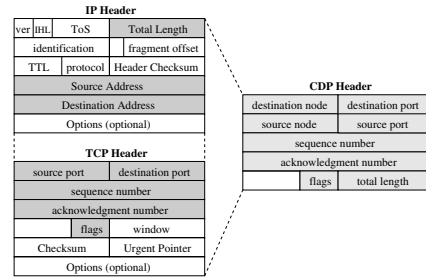 IP Header
ver IHL ToS Total Length
identification fragment offset
TTL protocol Header Checksum
Source Address
Destination Address
Options (optional)
TCP Header
source port destination port
sequence number
acknowledgment number
flags window
Checksum Urgent Pointer
Options (optional)
CDP Header
destination node destination port
source node source port
sequence number
acknowledgment number
flags total length